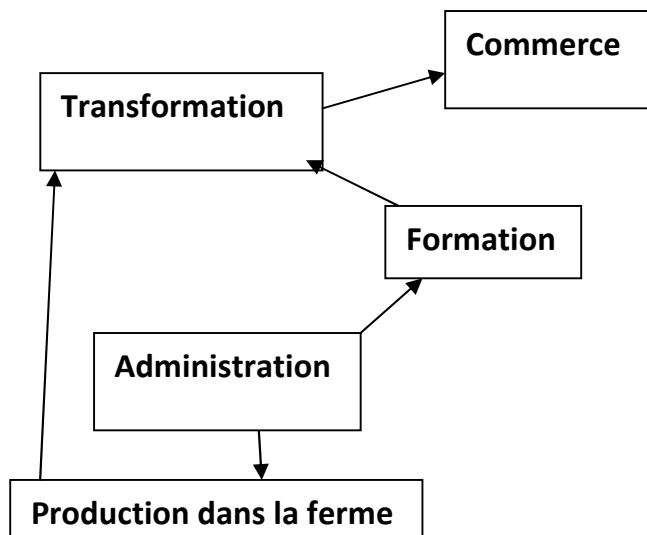 Commerce
Transformation
Formation
Administration
Production dans la ferme